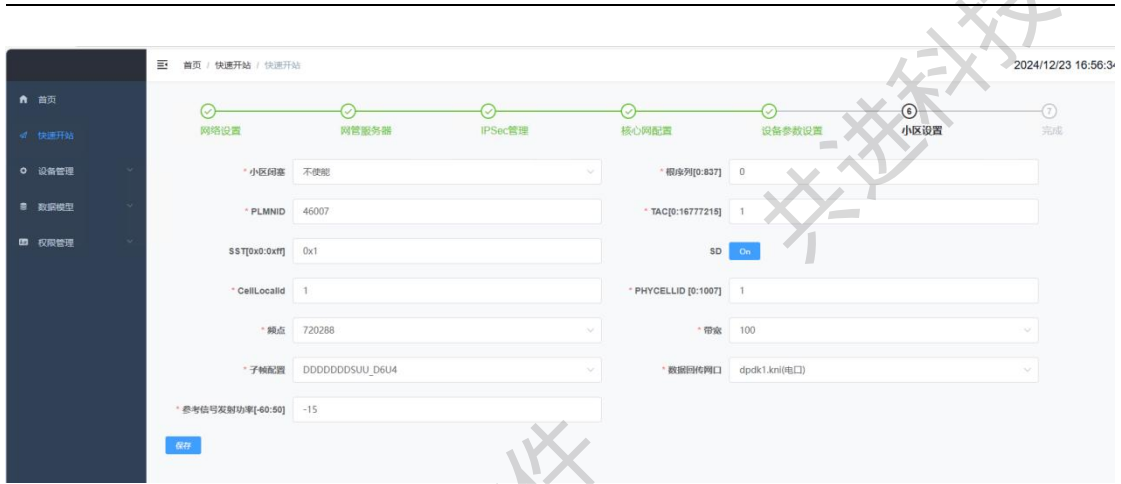 首页 / 快速开站 / 快速开站
2024/12/23 16:56:34
首页
快速开站
设备管理
数据模型
权限管理
网络设置
网管服务器
IPSec管理
核心网配置
设备参数设置
6
小区设置
7
完成
* 小区闭塞 不使能
* 根序列[0:837] 0
* PLMNID 46007
* TAC[0:16777215] 1
SST[0x0:0xff] 0x1
SD On
* CellLocalId 1
* PHYCELLID [0:1007] 1
* 频点 720288
* 带宽 100
* 子帧配置 DDDDDDDSUU_D6U4
* 数据回传网口 dpdk1.kni(电口)
* 参考信号发射功率[-60:50] -15
保存
共进科技
件